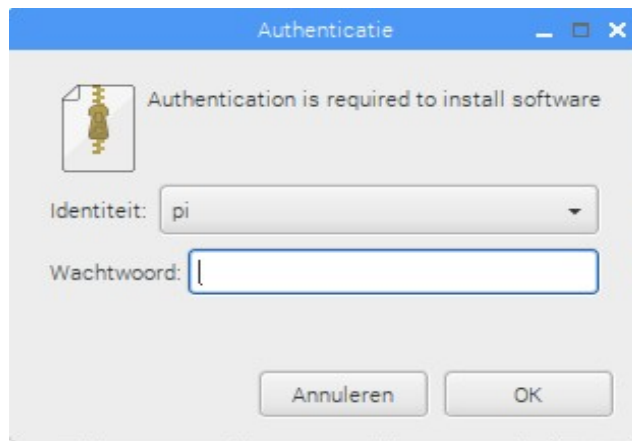 Authenticatie
Authentication is required to install software
Identiteit: pi
Wachtwoord:
Annuleren OK